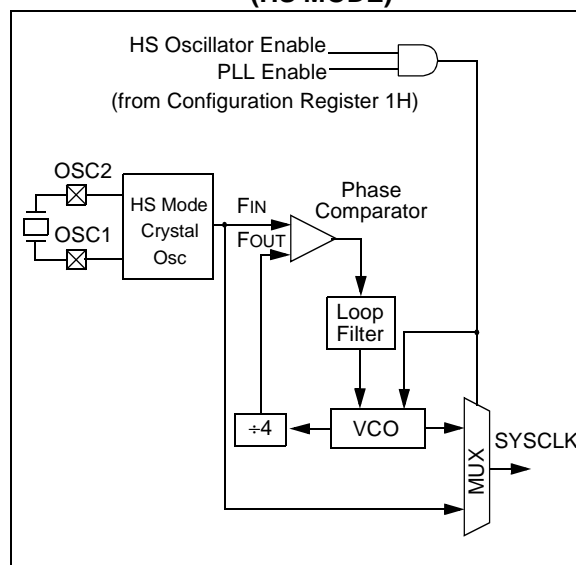 (HS MODE)
HS Oscillator Enable
PLL Enable
(from Configuration Register 1H)
OSC2
OSC1
HS Mode
Crystal
Osc
FIN
FOUT
Phase
Comparator
Loop
Filter
÷4
VCO
MUX
SYSCLK